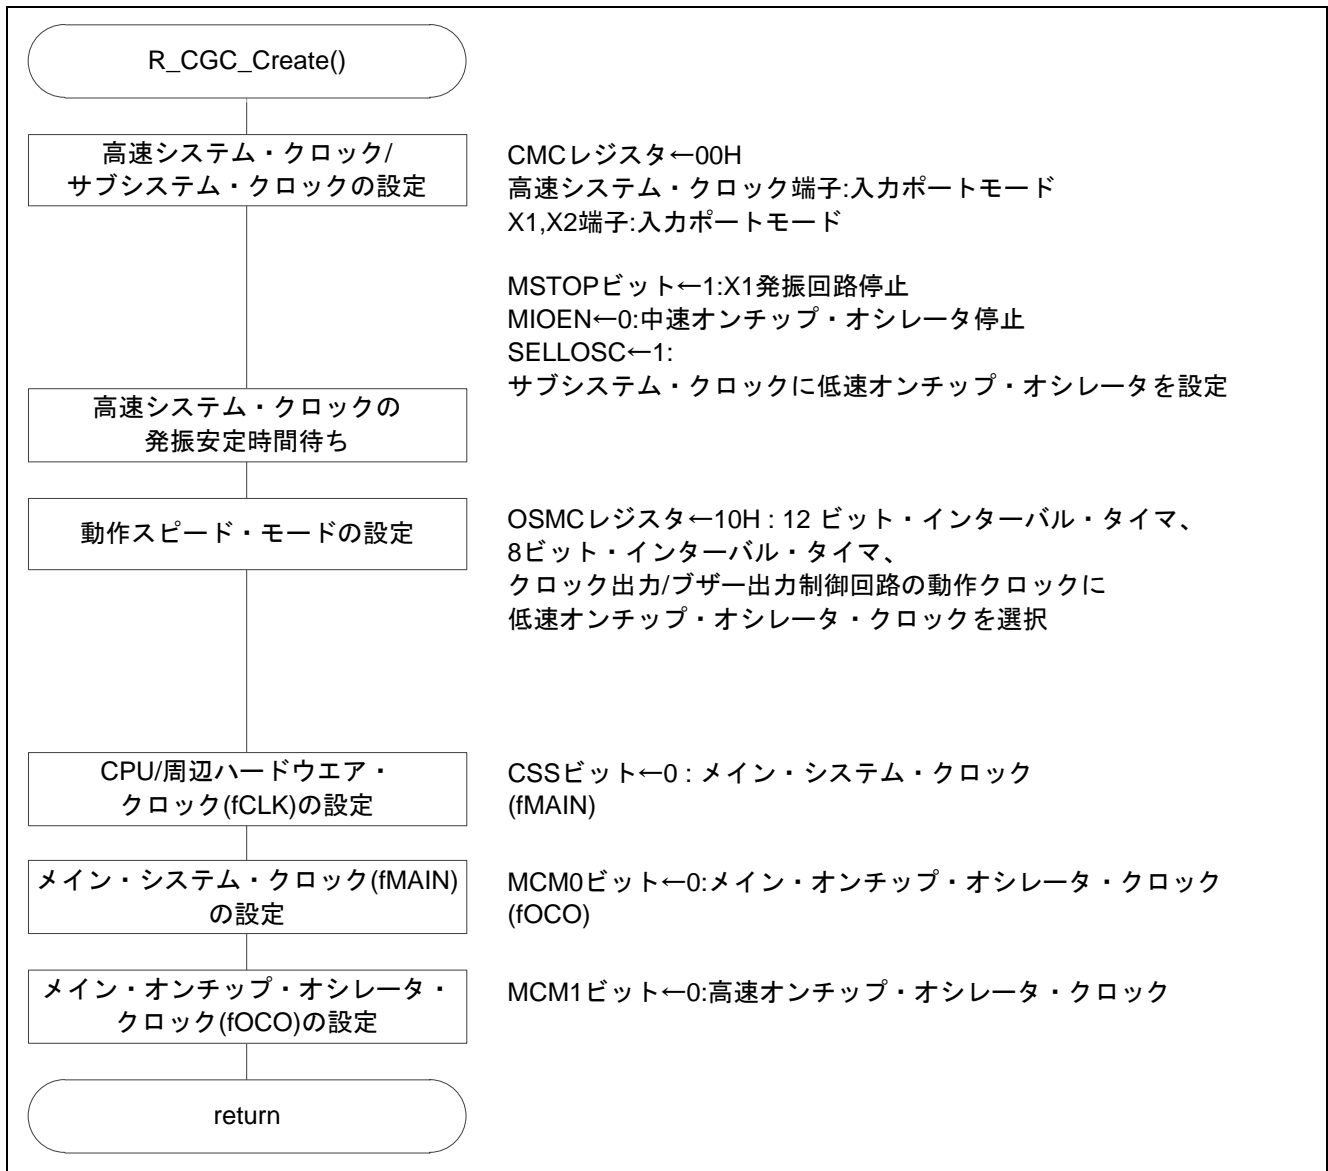 R_CGC_Create()
高速システム・クロック/
サブシステム・クロックの設定
CMCレジスタ←00H
高速システム・クロック端子:入力ポートモード
X1,X2端子:入力ポートモード
MSTOPビット←1:X1発振回路停止
MIOEN←0:中速オンチップ・オシレータ停止
SELLOSC←1:
サブシステム・クロックに低速オンチップ・オシレータを設定
高速システム・クロックの
発振安定時間待ち
動作スピード・モードの設定
OSMCレジスタ←10H : 12 ビット・インターバル・タイマ、
8ビット・インターバル・タイマ、
クロック出力/ブザー出力制御回路の動作クロックに
低速オンチップ・オシレータ・クロックを選択
CPU/周辺ハードウエア・
クロック(fCLK)の設定
CSSビット←0 : メイン・システム・クロック
(fMAIN)
メイン・システム・クロック(fMAIN)
の設定
MCM0ビット←0:メイン・オンチップ・オシレータ・クロック
(fOCO)
メイン・オンチップ・オシレータ・
クロック(fOCO)の設定
MCM1ビット←0:高速オンチップ・オシレータ・クロック
return